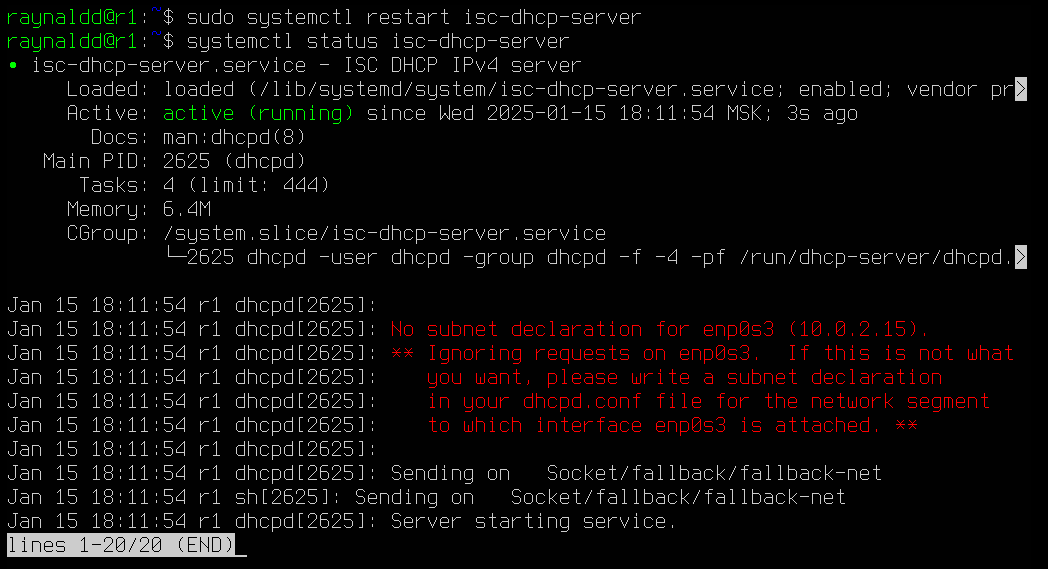 raynaldd@r1:~$ sudo systemctl restart isc-dhcp-server
raynaldd@r1:~$ systemctl status isc-dhcp-server
● isc-dhcp-server.service - ISC DHCP IPv4 server
     Loaded: loaded (/lib/systemd/system/isc-dhcp-server.service; enabled; vendor pr>
     Active: active (running) since Wed 2025-01-15 18:11:54 MSK; 3s ago
       Docs: man:dhcpd(8)
   Main PID: 2625 (dhcpd)
      Tasks: 4 (limit: 444)
     Memory: 6.4M
     CGroup: /system.slice/isc-dhcp-server.service
             └─2625 dhcpd -user dhcpd -group dhcpd -f -4 -pf /run/dhcp-server/dhcpd.>

Jan 15 18:11:54 r1 dhcpd[2625]:
Jan 15 18:11:54 r1 dhcpd[2625]: No subnet declaration for enp0s3 (10.0.2.15).
Jan 15 18:11:54 r1 dhcpd[2625]: ** Ignoring requests on enp0s3.  If this is not what
Jan 15 18:11:54 r1 dhcpd[2625]:    you want, please write a subnet declaration
Jan 15 18:11:54 r1 dhcpd[2625]:    in your dhcpd.conf file for the network segment
Jan 15 18:11:54 r1 dhcpd[2625]:    to which interface enp0s3 is attached. **
Jan 15 18:11:54 r1 dhcpd[2625]:
Jan 15 18:11:54 r1 dhcpd[2625]: Sending on   Socket/fallback/fallback-net
Jan 15 18:11:54 r1 sh[2625]: Sending on   Socket/fallback/fallback-net
Jan 15 18:11:54 r1 dhcpd[2625]: Server starting service.
lines 1-20/20 (END)